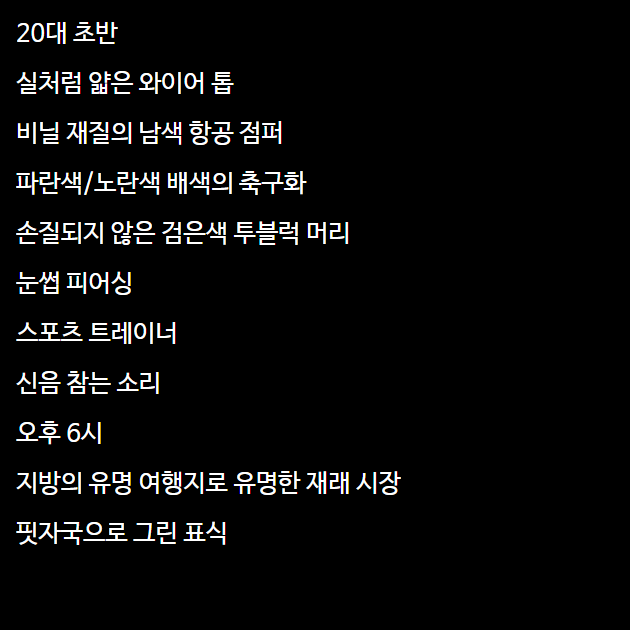 20대 초반
실처럼 얇은 와이어 톱
비닐 재질의 남색 항공 점퍼
파란색/노란색 배색의 축구화
손질되지 않은 검은색 투블럭 머리
눈썹 피어싱
스포츠 트레이너
신음 참는 소리
오후 6시
지방의 유명 여행지로 유명한 재래 시장
핏자국으로 그린 표식